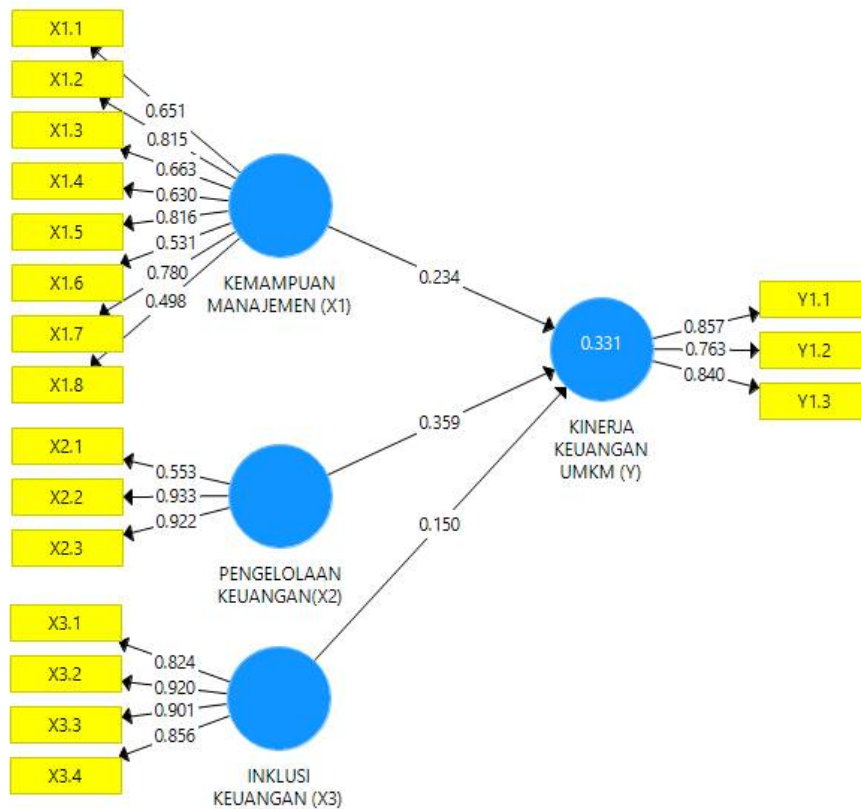 X1.1
X1.2
X1.3
X1.4
X1.5
X1.6
X1.7
X1.8
0.651
0.815
0.663
0.630
0.816
0.531
0.780
0.498
KEMAMPUAN
MANAJEMEN (X1)
0.234
X2.1
X2.2
X2.3
0.553
0.933
0.922
PENGELOLAAN
KEUANGAN(X2)
0.359
X3.1
X3.2
X3.3
X3.4
0.824
0.920
0.901
0.856
INKLUSI
KEUANGAN (X3)
0.150
0.331
KINERJA
KEUANGAN
UMKM (Y)
0.857
0.763
0.840
Y1.1
Y1.2
Y1.3